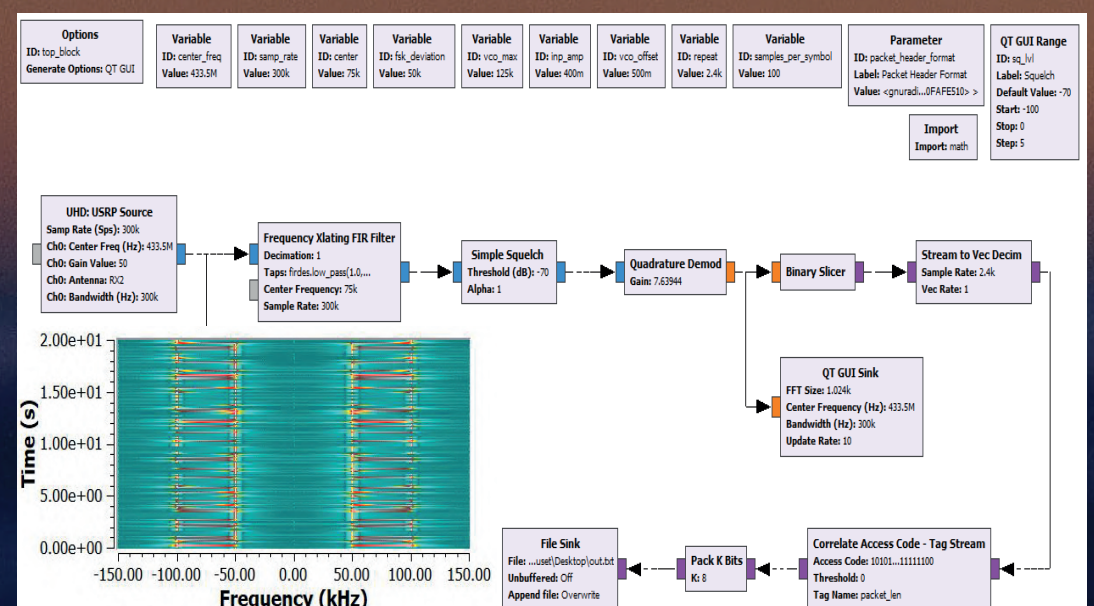 Options
ID: top_block
Generate Options: QT GUI
Variable
ID: center_freq
Value: 433.5M
Variable
ID: samp_rate
Value: 300k
Variable
ID: center
Value: 75k
Variable
ID: fsk_deviation
Value: 50k
Variable
ID: vco_max
Value: 125k
Variable
ID: inp_amp
Value: 400m
Variable
ID: vco_offset
Value: 500m
Variable
ID: repeat
Value: 2.4k
Variable
ID: samples_per_symbol
Value: 100
Parameter
ID: packet_header_format
Label: Packet Header Format
Value: <gnuradi...0FAFE510> >
QT GUI Range
ID: sq_lvl
Label: Squelch
Default Value: -70
Start: -100
Stop: 0
Step: 5
Import
Import: math
UHD: USRP Source
Samp Rate (Sps): 300k
Ch0: Center Freq (Hz): 433.5M
Ch0: Gain Value: 50
Ch0: Antenna: RX2
Ch0: Bandwidth (Hz): 300k
Frequency Xlating FIR Filter
Decimation: 1
Taps: firdes.low_pass(1.0,...
Center Frequency: 75k
Sample Rate: 300k
Simple Squelch
Threshold (dB): -70
Alpha: 1
Quadrature Demod
Gain: 7.63944
Binary Slicer
Stream to Vec Decim
Sample Rate: 2.4k
Vec Rate: 1
QT GUI Sink
FFT Size: 1.024k
Center Frequency (Hz): 433.5M
Bandwidth (Hz): 300k
Update Rate: 10
2.00e+01
1.50e+01
1.00e+01
5.00e+00
0.00e+00
Time (s)
-150.00 -100.00 -50.00 0.00 50.00 100.00 150.00
Frequency (kHz)
File Sink
File: ...uset\Desktop\out.txt
Unbuffered: Off
Append file: Overwrite
Pack K Bits
K: 8
Correlate Access Code - Tag Stream
Access Code: 10101...11111100
Threshold: 0
Tag Name: packet_len